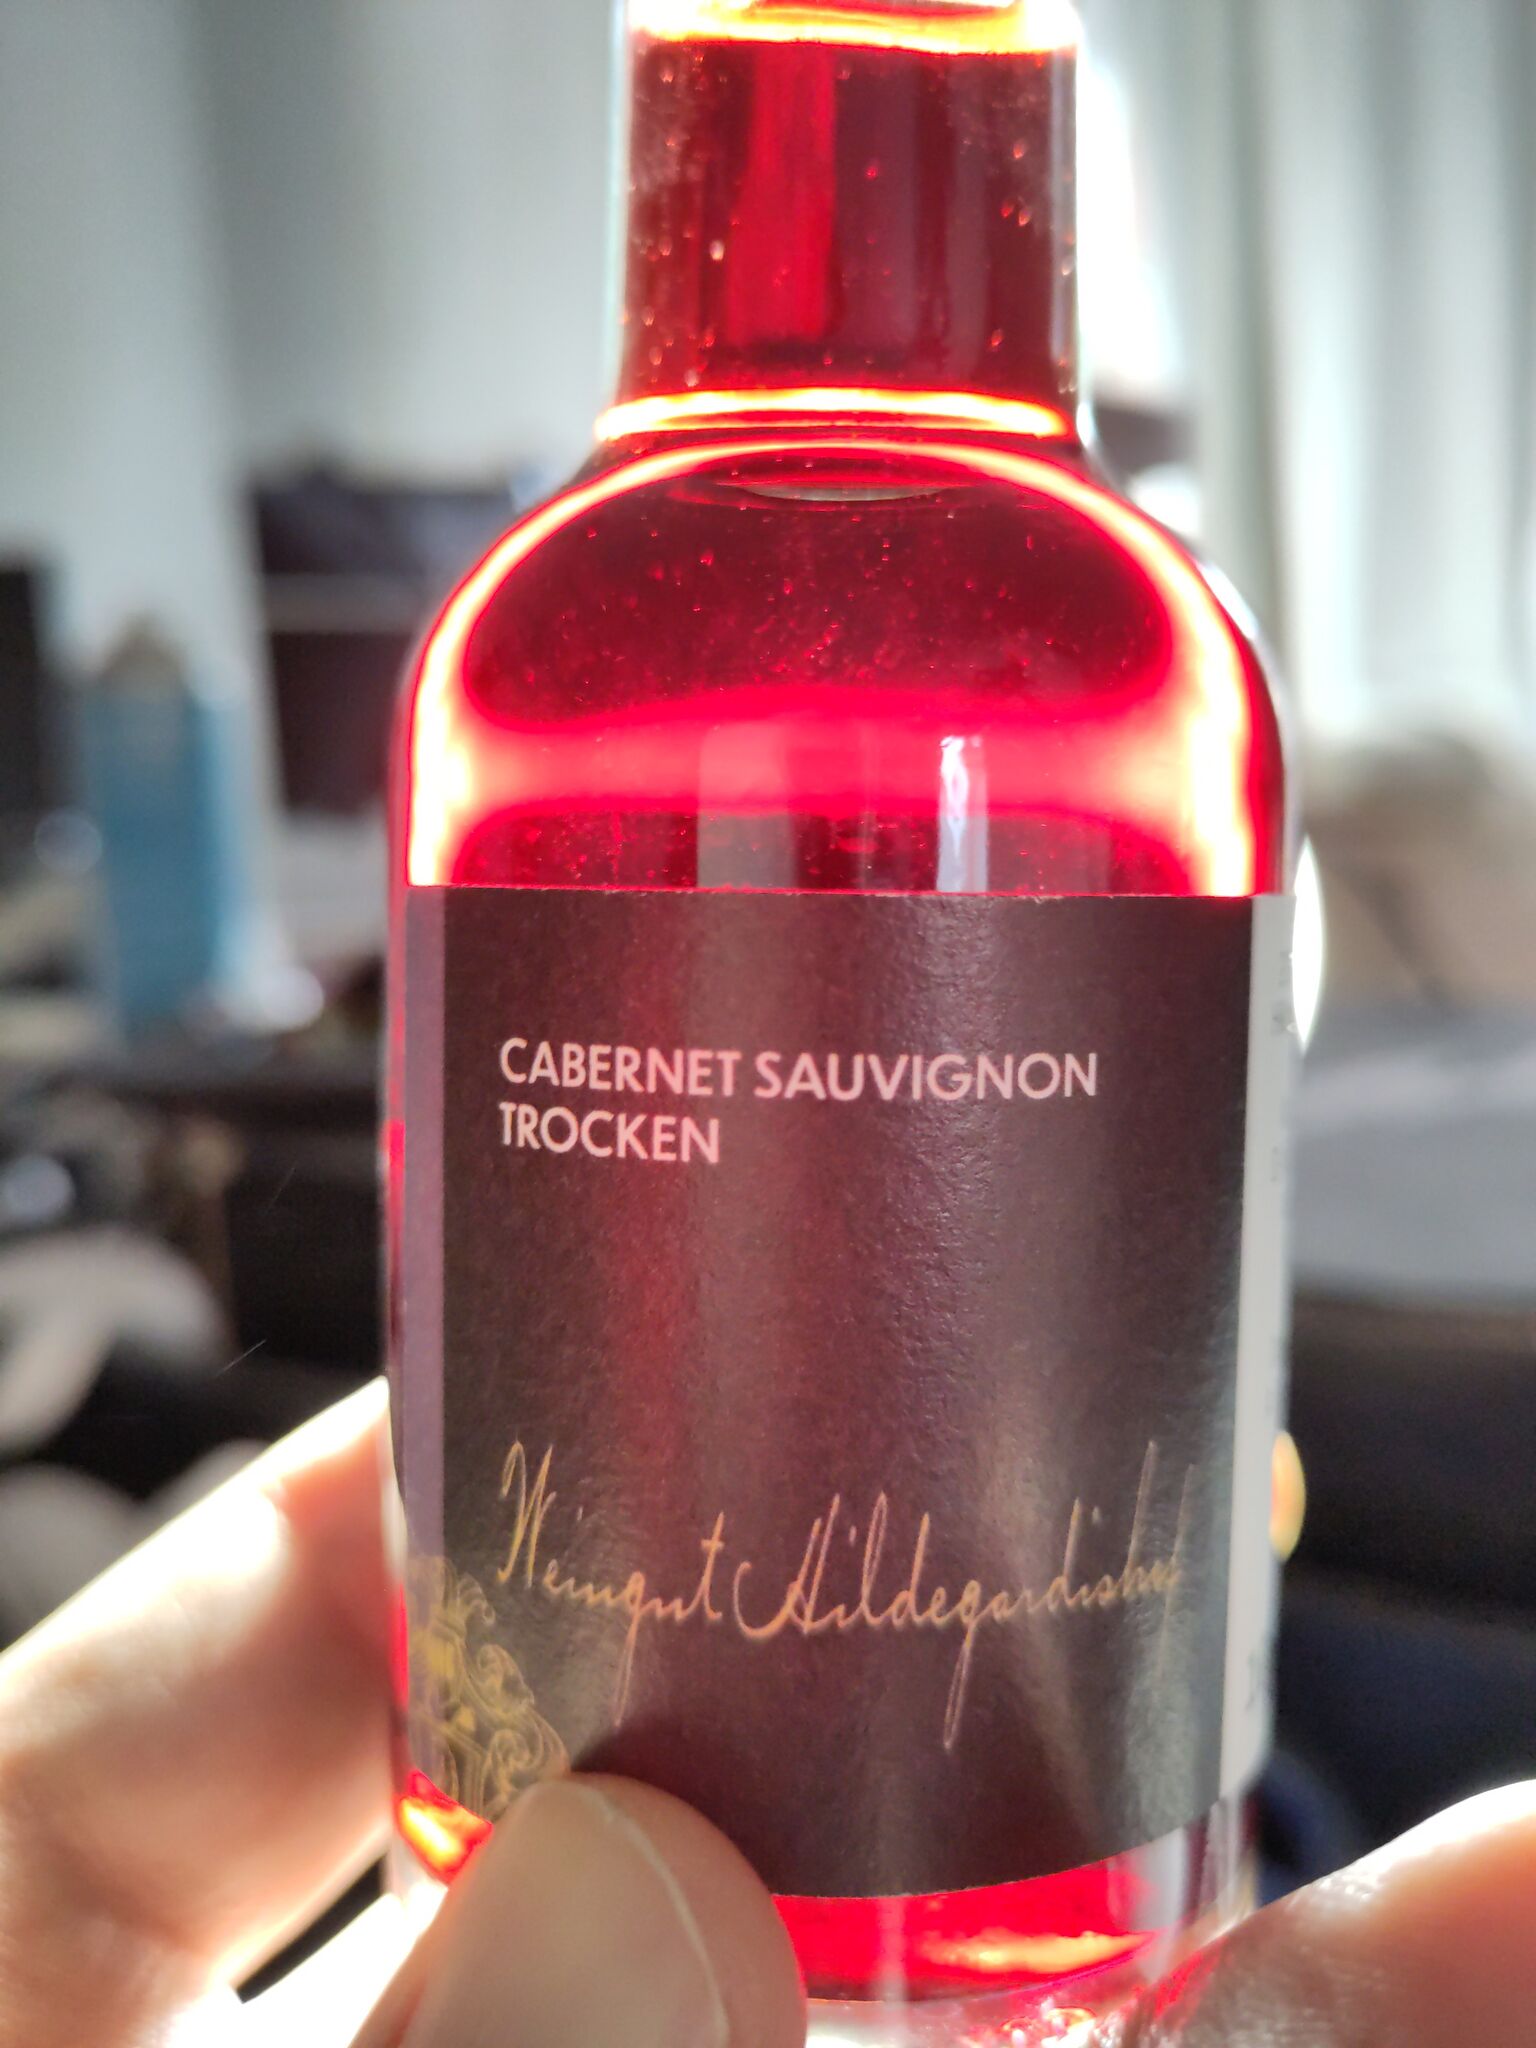 CABERNET SAUVIGNON
TROCKEN
Weingut Hildegardishof